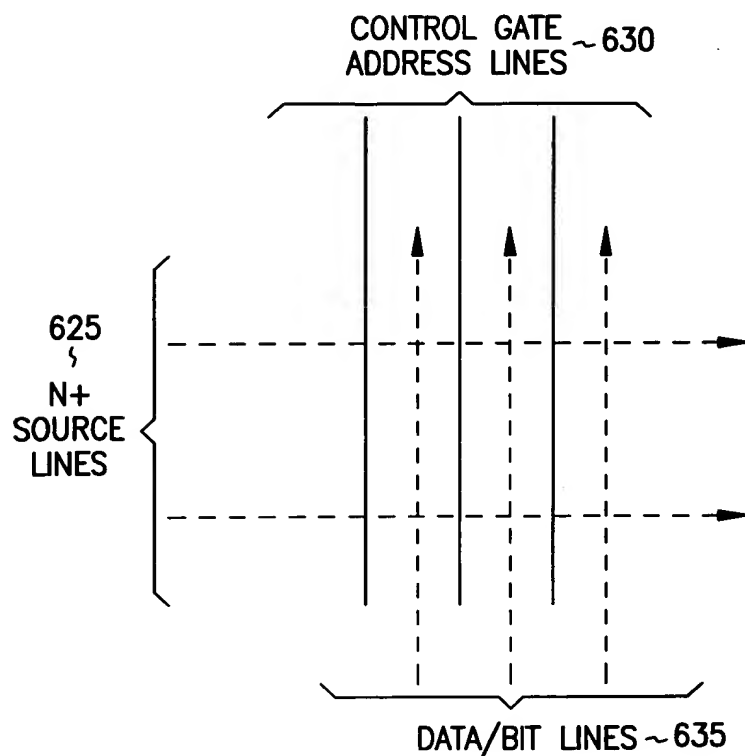 CONTROL GATE
ADDRESS LINES ~630
625
N+
SOURCE
LINES
DATA/BIT LINES ~635